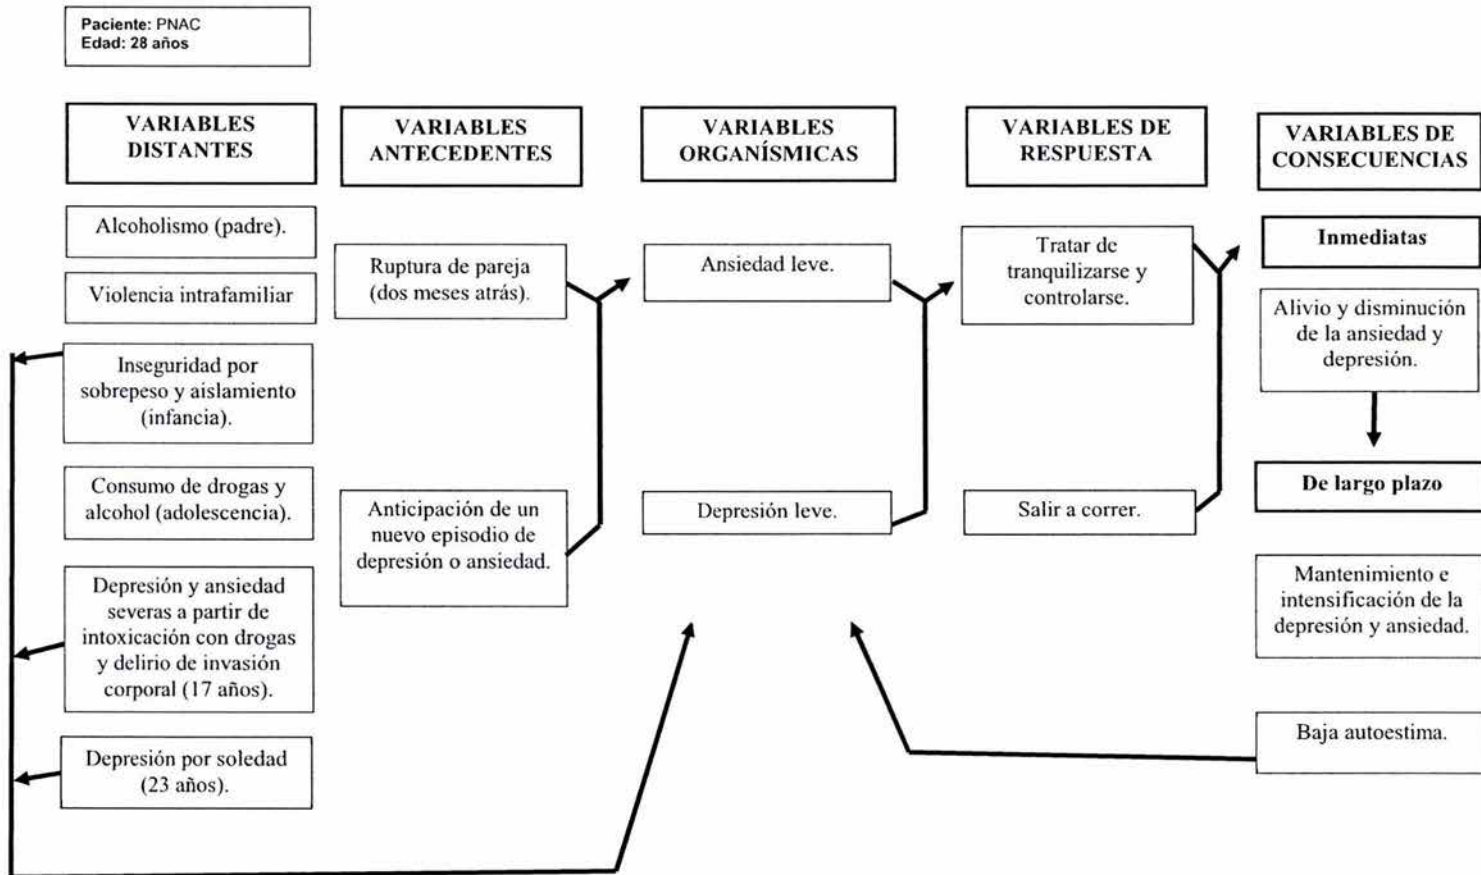 Paciente: PNAC
Edad: 28 años
VARIABLES
DISTANTES
Alcoholismo (padre).
Violencia intrafamiliar
Inseguridad por
sobrepeso y aislamiento
(infancia).
Consumo de drogas y
alcohol (adolescencia).
Depresión y ansiedad
severas a partir de
intoxicación con drogas
y delirio de invasión
corporal (17 años).
Depresión por soledad
(23 años).
VARIABLES
ANTECEDENTES
Ruptura de pareja
(dos meses atrás).
Anticipación de un
nuevo episodio de
depresión o ansiedad.
VARIABLES
ORGANÍSMICAS
Ansiedad leve.
Depresión leve.
VARIABLES DE
RESPUESTA
Tratar de
tranquilizarse y
controlarse.
Salir a correr.
VARIABLES DE
CONSECUENCIAS
Inmediatas
Alivio y disminución
de la ansiedad y
depresión.
De largo plazo
Mantenimiento e
intensificación de la
depresión y ansiedad.
Baja autoestima.